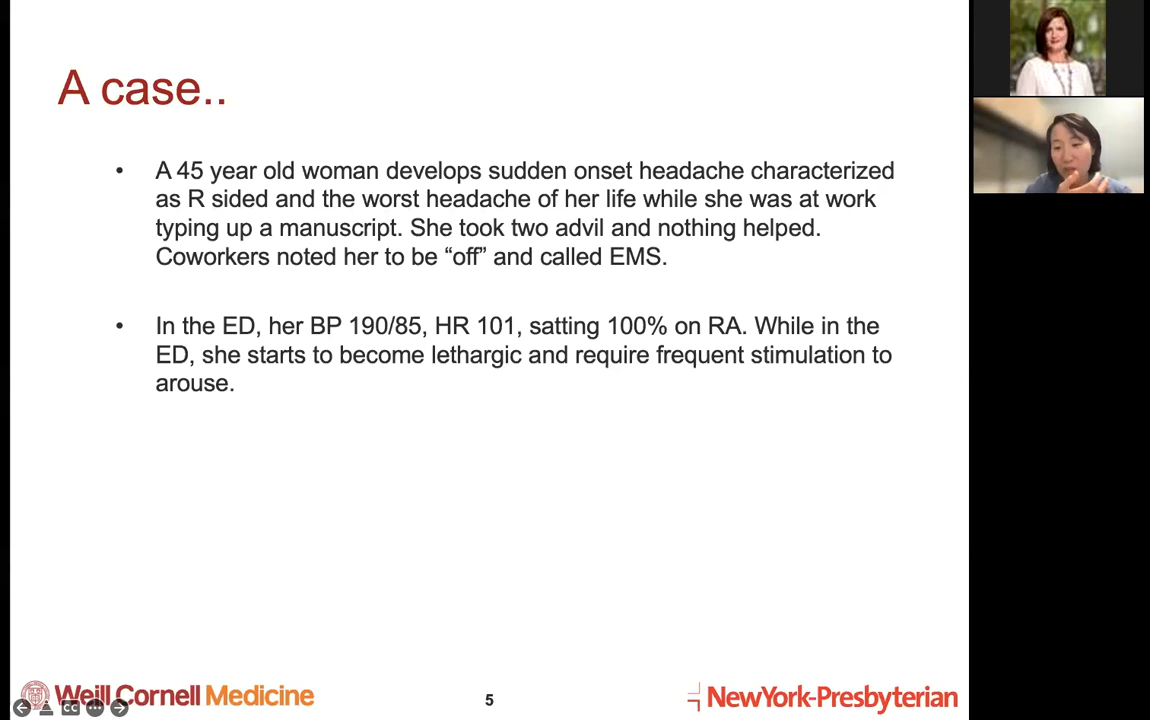 A case..
• A 45 year old woman develops sudden onset headache characterized
as R sided and the worst headache of her life while she was at work
typing up a manuscript. She took two advil and nothing helped.
Coworkers noted her to be “off” and called EMS.
• In the ED, her BP 190/85, HR 101, satting 100% on RA. While in the
ED, she starts to become lethargic and require frequent stimulation to
arouse.
Weill Cornell Medicine
CC
5
NewYork-Presbyterian